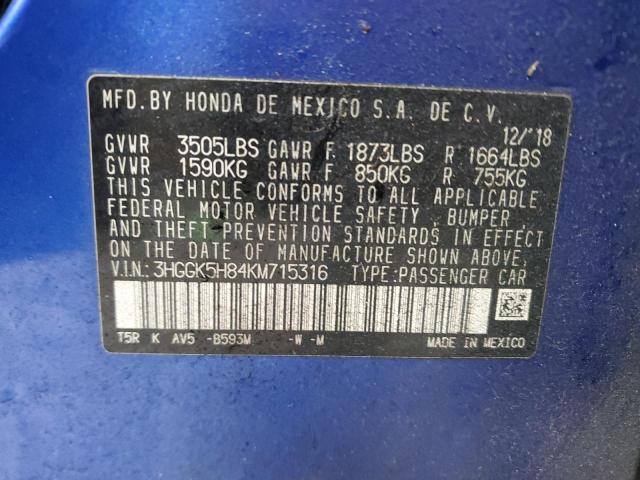 MFD. BY HONDA DE MEXICO S.A. DE C.V.
12/'18
GVWR 3505LBS GAWR F 1873LBS R 1664LBS
GVWR 1590KG GAWR F 850KG R 755KG
THIS VEHICLE CONFORMS TO ALL APPLICABLE
FEDERAL MOTOR VEHICLE SAFETY, BUMPER,
AND THEFT PREVENTION STANDARDS IN EFFECT
ON THE DATE OF MANUFACTURE SHOWN ABOVE.
V.I.N.: 3HGGK5H84KM715316 TYPE:PASSENGER CAR
T5R K AV5 -B593M -W -M MADE IN MEXICO